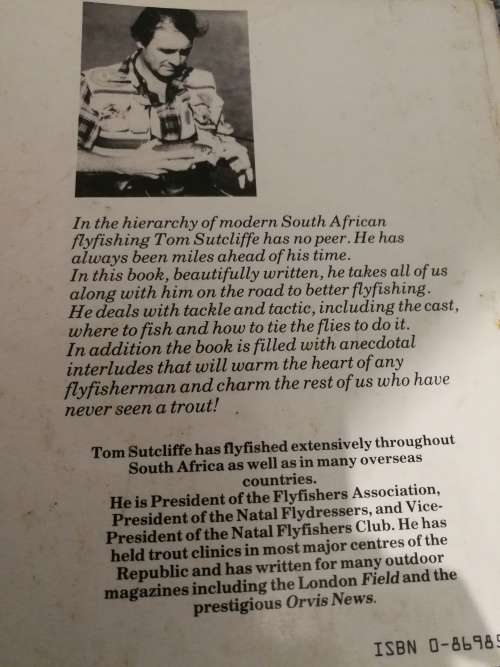 In the hierarchy of modern South African
flyfishing Tom Sutcliffe has no peer. He has
always been miles ahead of his time.
In this book, beautifully written, he takes all of us
along with him on the road to better flyfishing.
He deals with tackle and tactic, including the cast,
where to fish and how to tie the flies to do it.
In addition the book is filled with anecdotal
interludes that will warm the heart of any
flyfisherman and charm the rest of us who have
never seen a trout!
Tom Sutcliffe has flyfished extensively throughout
South Africa as well as in many overseas
countries.
He is President of the Flyfishers Association,
President of the Natal Flydressers, and Vice-
President of the Natal Flyfishers Club. He has
held trout clinics in most major centres of the
Republic and has written for many outdoor
magazines including the London Field and the
prestigious Orvis News.
ISBN 0-86985